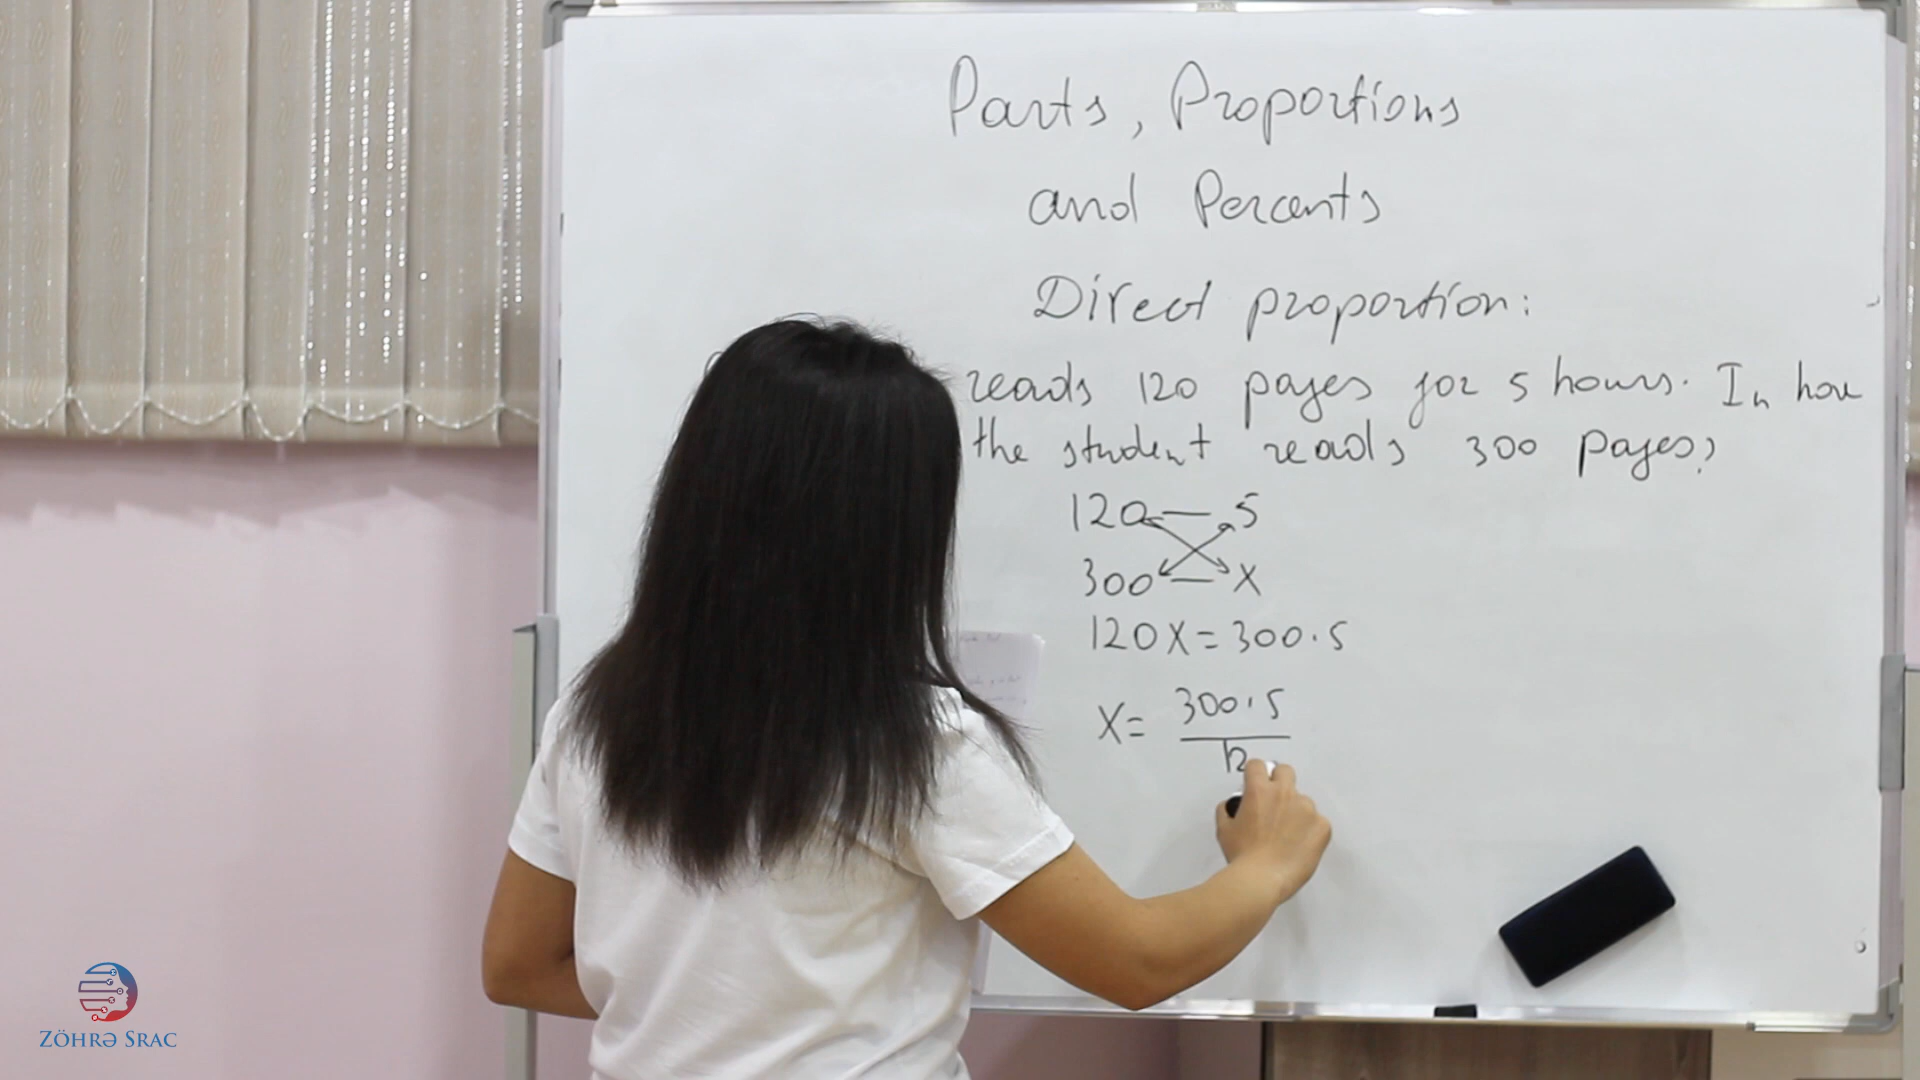 Parts, Proportions
and Percents
Direct proportion:
reads 120 pages for 5 hours. In how
the student reads 300 pages?
120 — 5
300 — X
120X = 300·5
X = 300·5
12
ZÖHRƏ SRAC